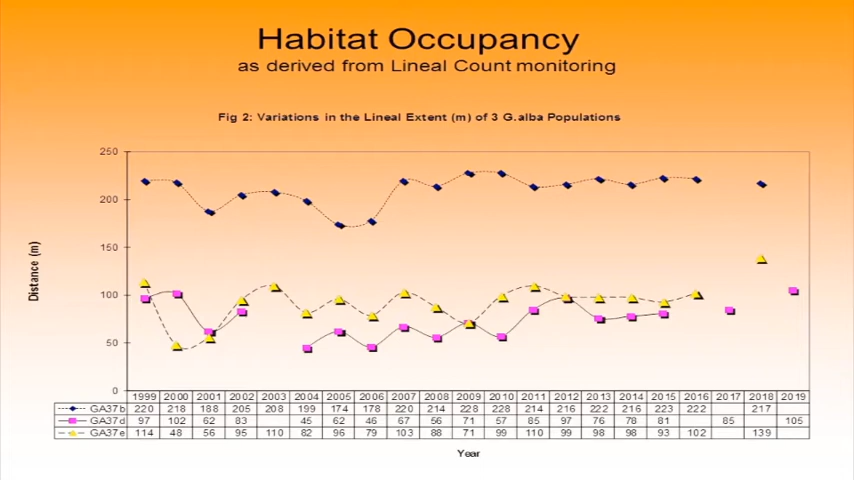 Habitat Occupancy
as derived from Lineal Count monitoring
Fig 2: Variations in the Lineal Extent (m) of 3 G.alba Populations
250
200
150
100
50
0
Distance (m)
1999 2000 2001 2002 2003 2004 2005 2006 2007 2008 2009 2010 2011 2012 2013 2014 2015 2016 2017 2018 2019
GA37b 220 218 188 205 208 199 174 178 220 214 228 228 214 216 222 216 223 222 217
GA37d 97 102 62 83 45 62 46 67 56 71 57 85 97 76 78 81 85 105
GA37e 114 48 56 95 110 82 96 79 103 88 71 99 110 99 98 98 93 102 139
Year